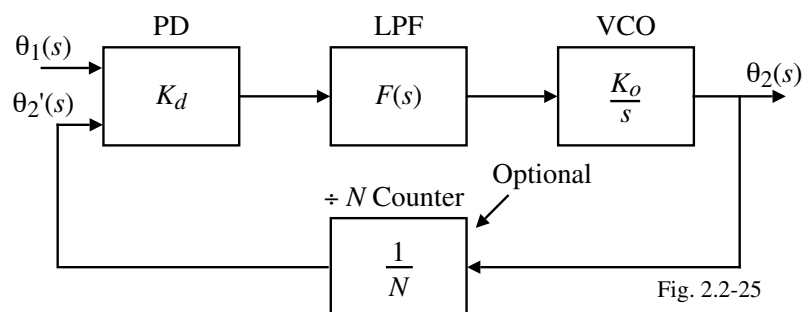 PD
LPF
VCO
θ1(s)
θ2'(s)
Kd
F(s)
Ko
s
θ2(s)
÷ N Counter
Optional
1
N
Fig. 2.2-25